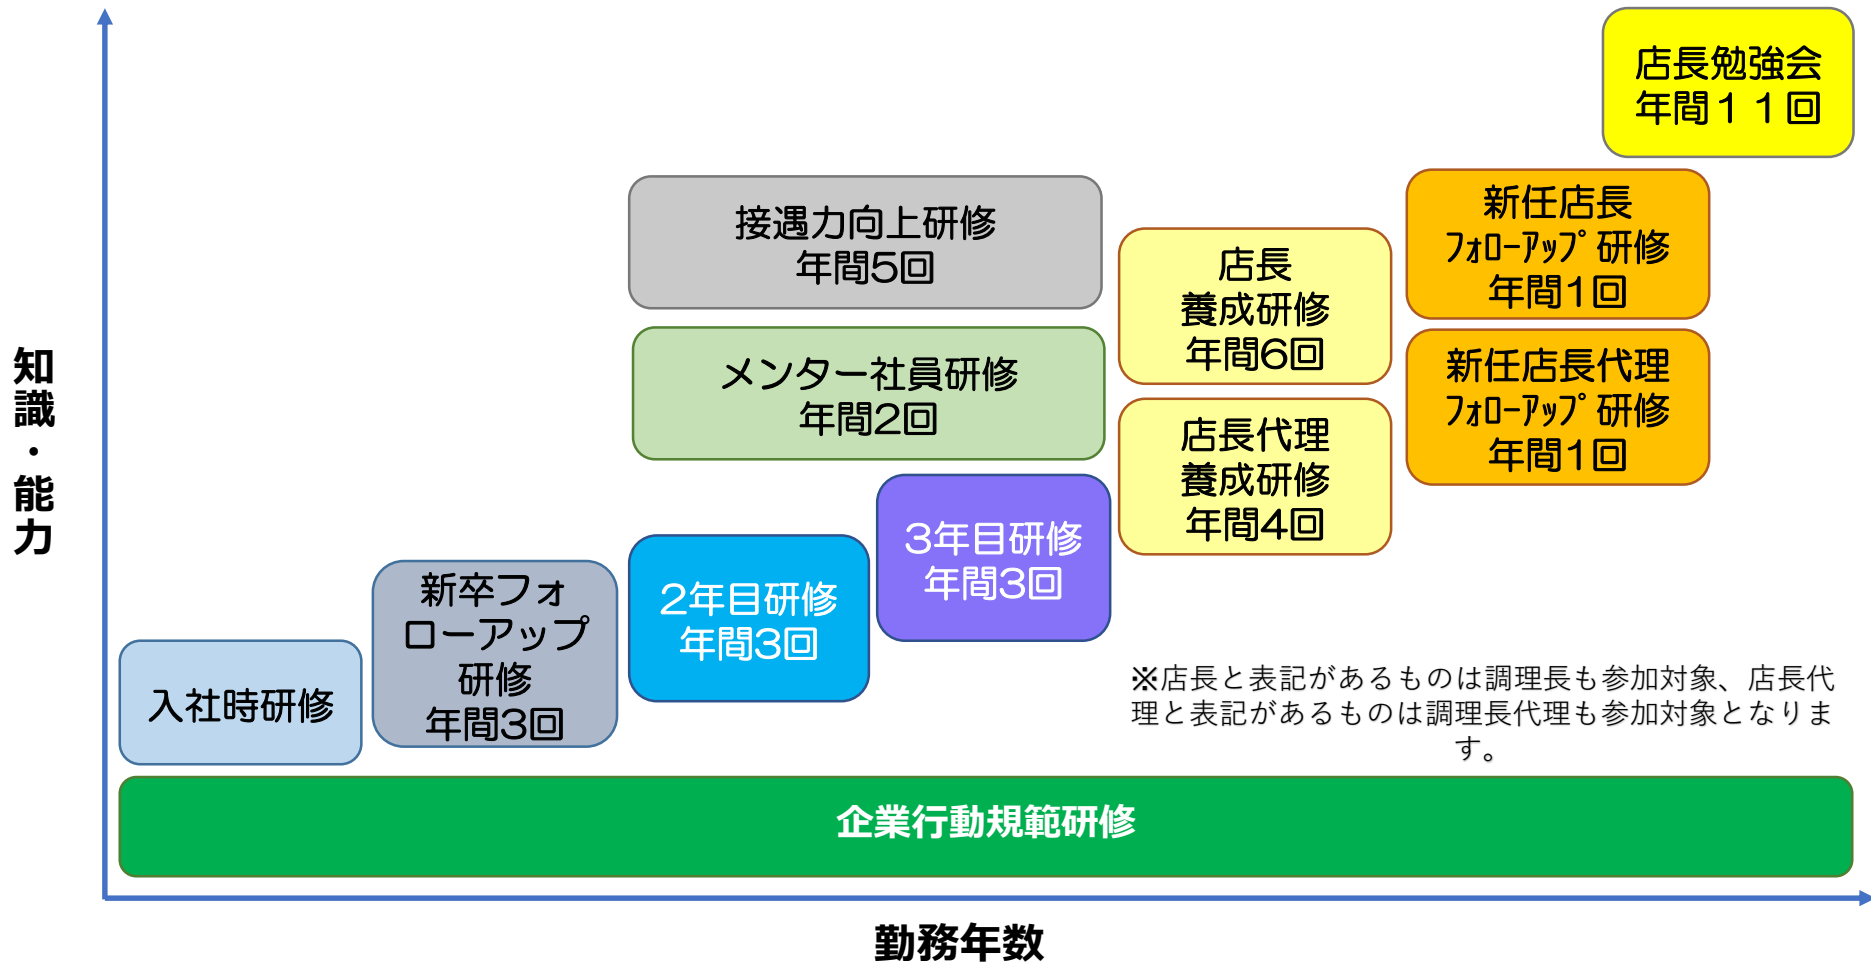 店長勉強会
年間１１回
接遇力向上研修
年間5回
新任店長
ﾌｫﾛｰｱｯﾌﾟ研修
年間1回
店長
養成研修
年間6回
メンター社員研修
年間2回
新任店長代理
ﾌｫﾛｰｱｯﾌﾟ研修
年間1回
店長代理
養成研修
年間4回
3年目研修
年間3回
2年目研修
年間3回
新卒フォ
ローアップ
研修
年間3回
入社時研修
※店長と表記があるものは調理長も参加対象、店長代
理と表記があるものは調理長代理も参加対象となりま
す。
企業行動規範研修
知識・能力
勤務年数